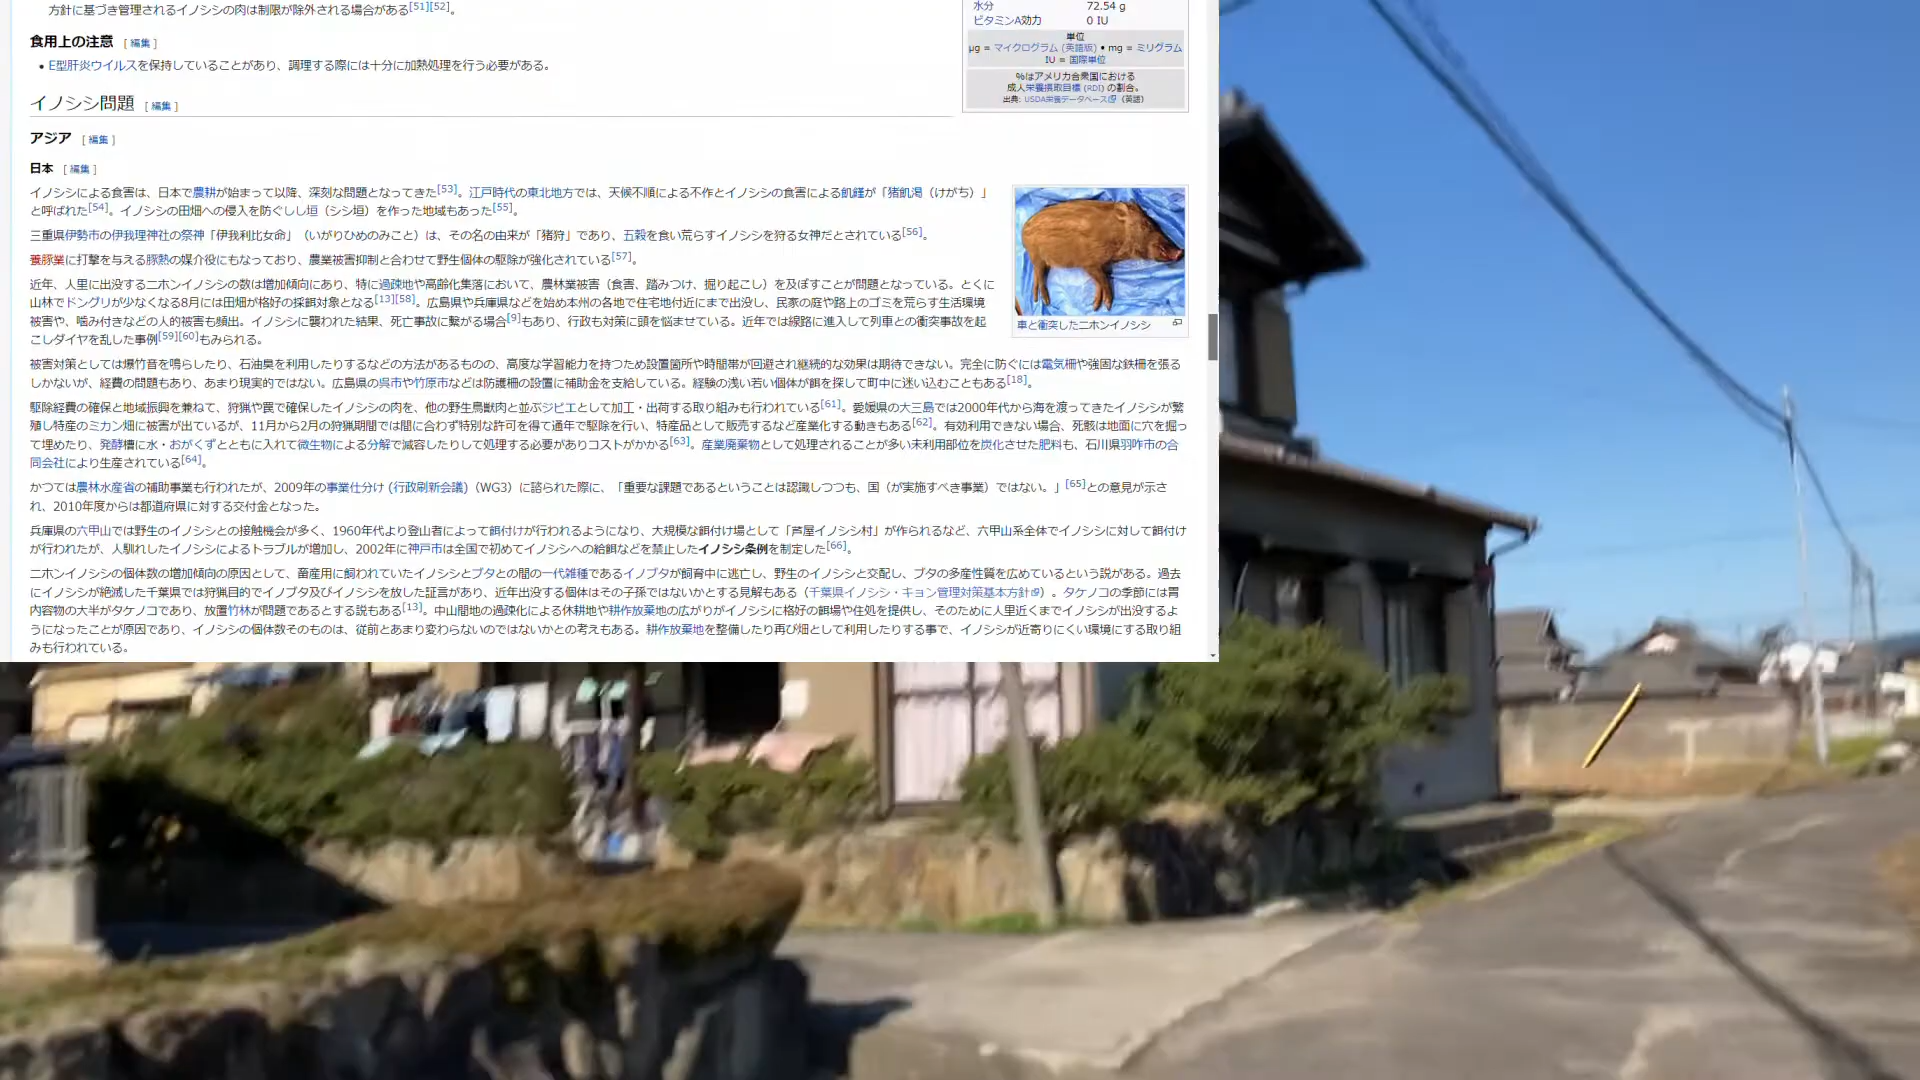 方針に基づき管理されるイノシシの肉は制限が除外される場合がある[51][52]。
食用上の注意 [ 編集 ]
• E型肝炎ウイルスを保持していることがあり、調理する際には十分に加熱処理を行う必要がある。
水分 72.54 g
ビタミンA効力 0 IU
単位
μg = マイクログラム (英語版) • mg = ミリグラム
IU = 国際単位
%はアメリカ合衆国における
成人栄養摂取目標 (RDI) の割合。
出典: USDA栄養データベース (英語)
イノシシ問題 [ 編集 ]
アジア [ 編集 ]
日本 [ 編集 ]
イノシシによる食害は、日本で農耕が始まって以降、深刻な問題となってきた[53]。江戸時代の東北地方では、天候不順による不作とイノシシの食害による飢饉が「猪飢渇（けがち）」
と呼ばれた[54]。イノシシの田畑への侵入を防ぐしし垣（シシ垣）を作った地域もあった[55]。
三重県伊勢市の伊我理神社の祭神「伊我利比女命」（いがりひめのみこと）は、その名の由来が「猪狩」であり、五穀を食い荒らすイノシシを狩る女神だとされている[56]。
養豚業に打撃を与える豚熱の媒介役にもなっており、農業被害抑制と合わせて野生個体の駆除が強化されている[57]。
近年、人里に出没するニホンイノシシの数は増加傾向にあり、特に過疎地や高齢化集落において、農林業被害（食害、踏みつけ、掘り起こし）を及ぼすことが問題となっている。とくに
山林でドングリが少なくなる8月には田畑が格好の採餌対象となる[13][58]。広島県や兵庫県などを始め本州の各地で住宅地付近にまで出没し、民家の庭や路上のゴミを荒らす生活環境
被害や、噛み付きなどの人的被害も頻出。イノシシに襲われた結果、死亡事故に繋がる場合[9]もあり、行政も対策に頭を悩ませている。近年では線路に進入して列車との衝突事故を起
こしダイヤを乱した事例[59][60]もみられる。
車と衝突したニホンイノシシ
被害対策としては爆竹音を鳴らしたり、石油臭を利用したりするなどの方法があるものの、高度な学習能力を持つため設置箇所や時間帯が回避され継続的な効果は期待できない。完全に防ぐには電気柵や強固な鉄柵を張る
しかないが、経費の問題もあり、あまり現実的ではない。広島県の呉市や竹原市などは防護柵の設置に補助金を支給している。経験の浅い若い個体が餌を探して町中に迷い込むこともある[18]。
駆除経費の確保と地域振興を兼ねて、狩猟や罠で確保したイノシシの肉を、他の野生鳥獣肉と並ぶジビエとして加工・出荷する取り組みも行われている[61]。愛媛県の大三島では2000年代から海を渡ってきたイノシシが繁
殖し特産のミカン畑に被害が出ているが、11月から2月の狩猟期間では間に合わず特別な許可を得て通年で駆除を行い、特産品として販売するなど産業化する動きもある[62]。有効利用できない場合、死骸は地面に穴を掘っ
て埋めたり、発酵槽に水・おがくずとともに入れて微生物による分解で減容したりして処理する必要がありコストがかかる[63]。産業廃棄物として処理されることが多い未利用部位を炭化させた肥料も、石川県羽咋市の合
同会社により生産されている[64]。
かつては農林水産省の補助事業も行われたが、2009年の事業仕分け (行政刷新会議)（WG3）に諮られた際に、「重要な課題であるということは認識しつつも、国（が実施すべき事業）ではない。」[65]との意見が示さ
れ、2010年度からは都道府県に対する交付金となった。
兵庫県の六甲山では野生のイノシシとの接触機会が多く、1960年代より登山者によって餌付けが行われるようになり、大規模な餌付け場として「芦屋イノシシ村」が作られるなど、六甲山系全体でイノシシに対して餌付け
が行われたが、人馴れしたイノシシによるトラブルが増加し、2002年に神戸市は全国で初めてイノシシへの給餌などを禁止したイノシシ条例を制定した[66]。
ニホンイノシシの個体数の増加傾向の原因として、畜産用に飼われていたイノシシとブタとの間の一代雑種であるイノブタが飼育中に逃亡し、野生のイノシシと交配し、ブタの多産性質を広めているという説がある。過去
にイノシシが絶滅した千葉県では狩猟目的でイノブタ及びイノシシを放した証言があり、近年出没する個体はその子孫ではないかとする見解もある（千葉県イノシシ・キョン管理対策基本方針）。タケノコの季節には胃
内容物の大半がタケノコであり、放置竹林が問題であるとする説もある[13]。中山間地の過疎化による休耕地や耕作放棄地の広がりがイノシシに格好の餌場や住処を提供し、そのために人里近くまでイノシシが出没するよ
うになったことが原因であり、イノシシの個体数そのものは、従前とあまり変わらないのではないかとの考えもある。耕作放棄地を整備したり再び畑として利用したりする事で、イノシシが近寄りにくい環境にする取り組
みも行われている。